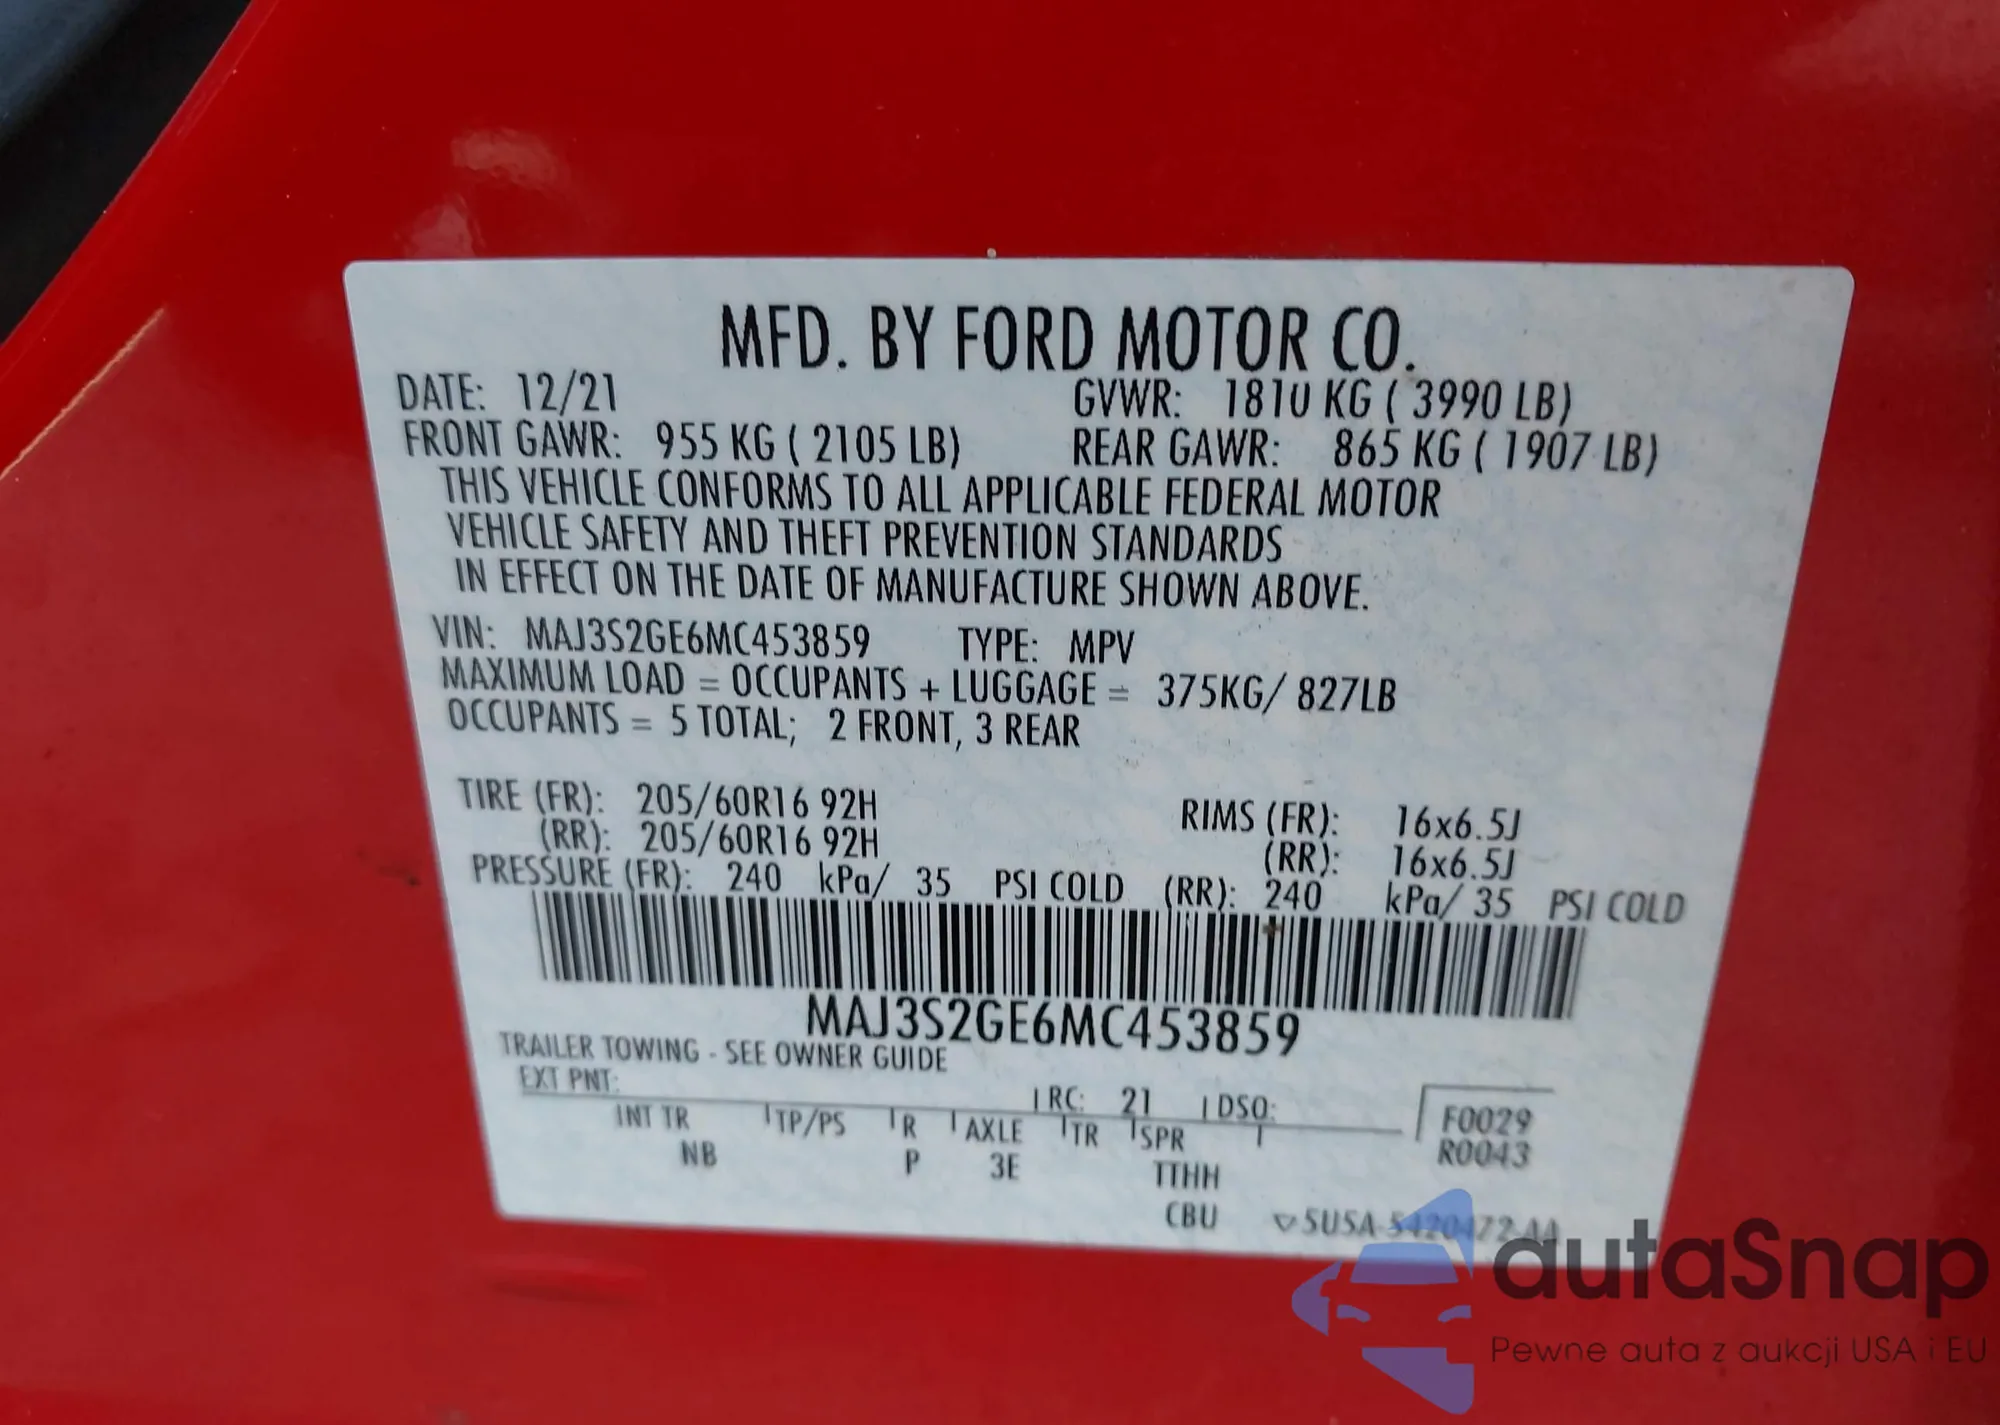 MFD. BY FORD MOTOR CO.
DATE: 12/21 GVWR: 1810 KG ( 3990 LB)
FRONT GAWR: 955 KG ( 2105 LB) REAR GAWR: 865 KG ( 1907 LB)
THIS VEHICLE CONFORMS TO ALL APPLICABLE FEDERAL MOTOR
VEHICLE SAFETY AND THEFT PREVENTION STANDARDS
IN EFFECT ON THE DATE OF MANUFACTURE SHOWN ABOVE.
VIN: MAJ3S2GE6MC453859 TYPE: MPV
MAXIMUM LOAD = OCCUPANTS + LUGGAGE = 375KG/ 827LB
OCCUPANTS = 5 TOTAL; 2 FRONT, 3 REAR
TIRE (FR): 205/60R16 92H RIMS (FR): 16x6.5J
(RR): 205/60R16 92H (RR): 16x6.5J
PRESSURE (FR): 240 kPa/ 35 PSI COLD (RR): 240 kPa/ 35 PSI COLD
MAJ3S2GE6MC453859
TRAILER TOWING - SEE OWNER GUIDE
EXT PNT: RC: 21 DSO: F0029
INT TR TP/PS R AXLE TR SPR R0043
NB P 3E TTHH
CBU 5USA-5420472-AA
autaSnap
Pewne auta z aukcji USA i EU